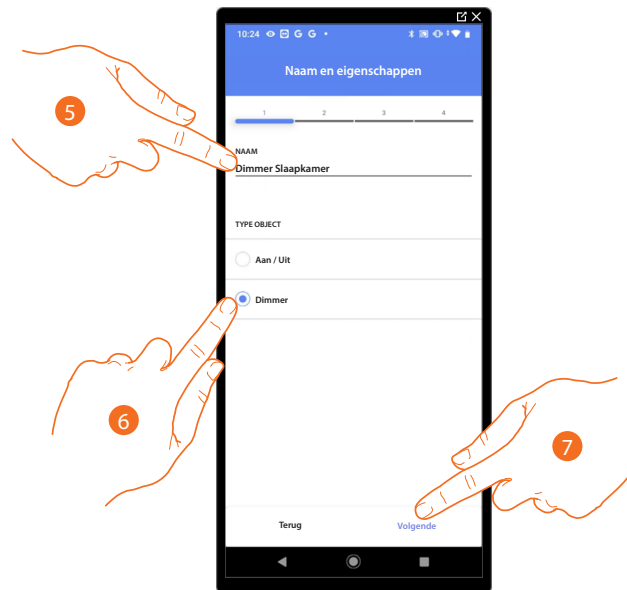 10:24 G G
Naam en eigenschappen
1 2 3 4
5
NAAM
Dimmer Slaapkamer
TYPE OBJECT
Aan / Uit
Dimmer
6
7
Terug Volgende